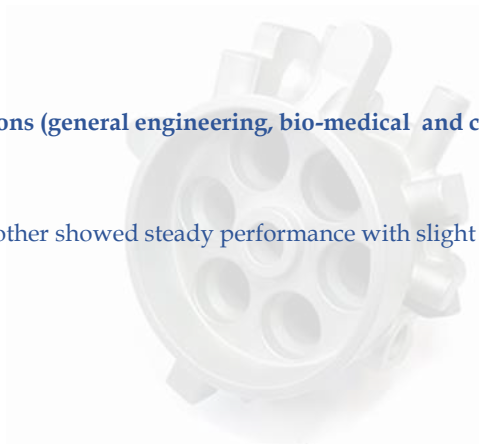 ons (general engineering, bio-medical and c
other showed steady performance with slight